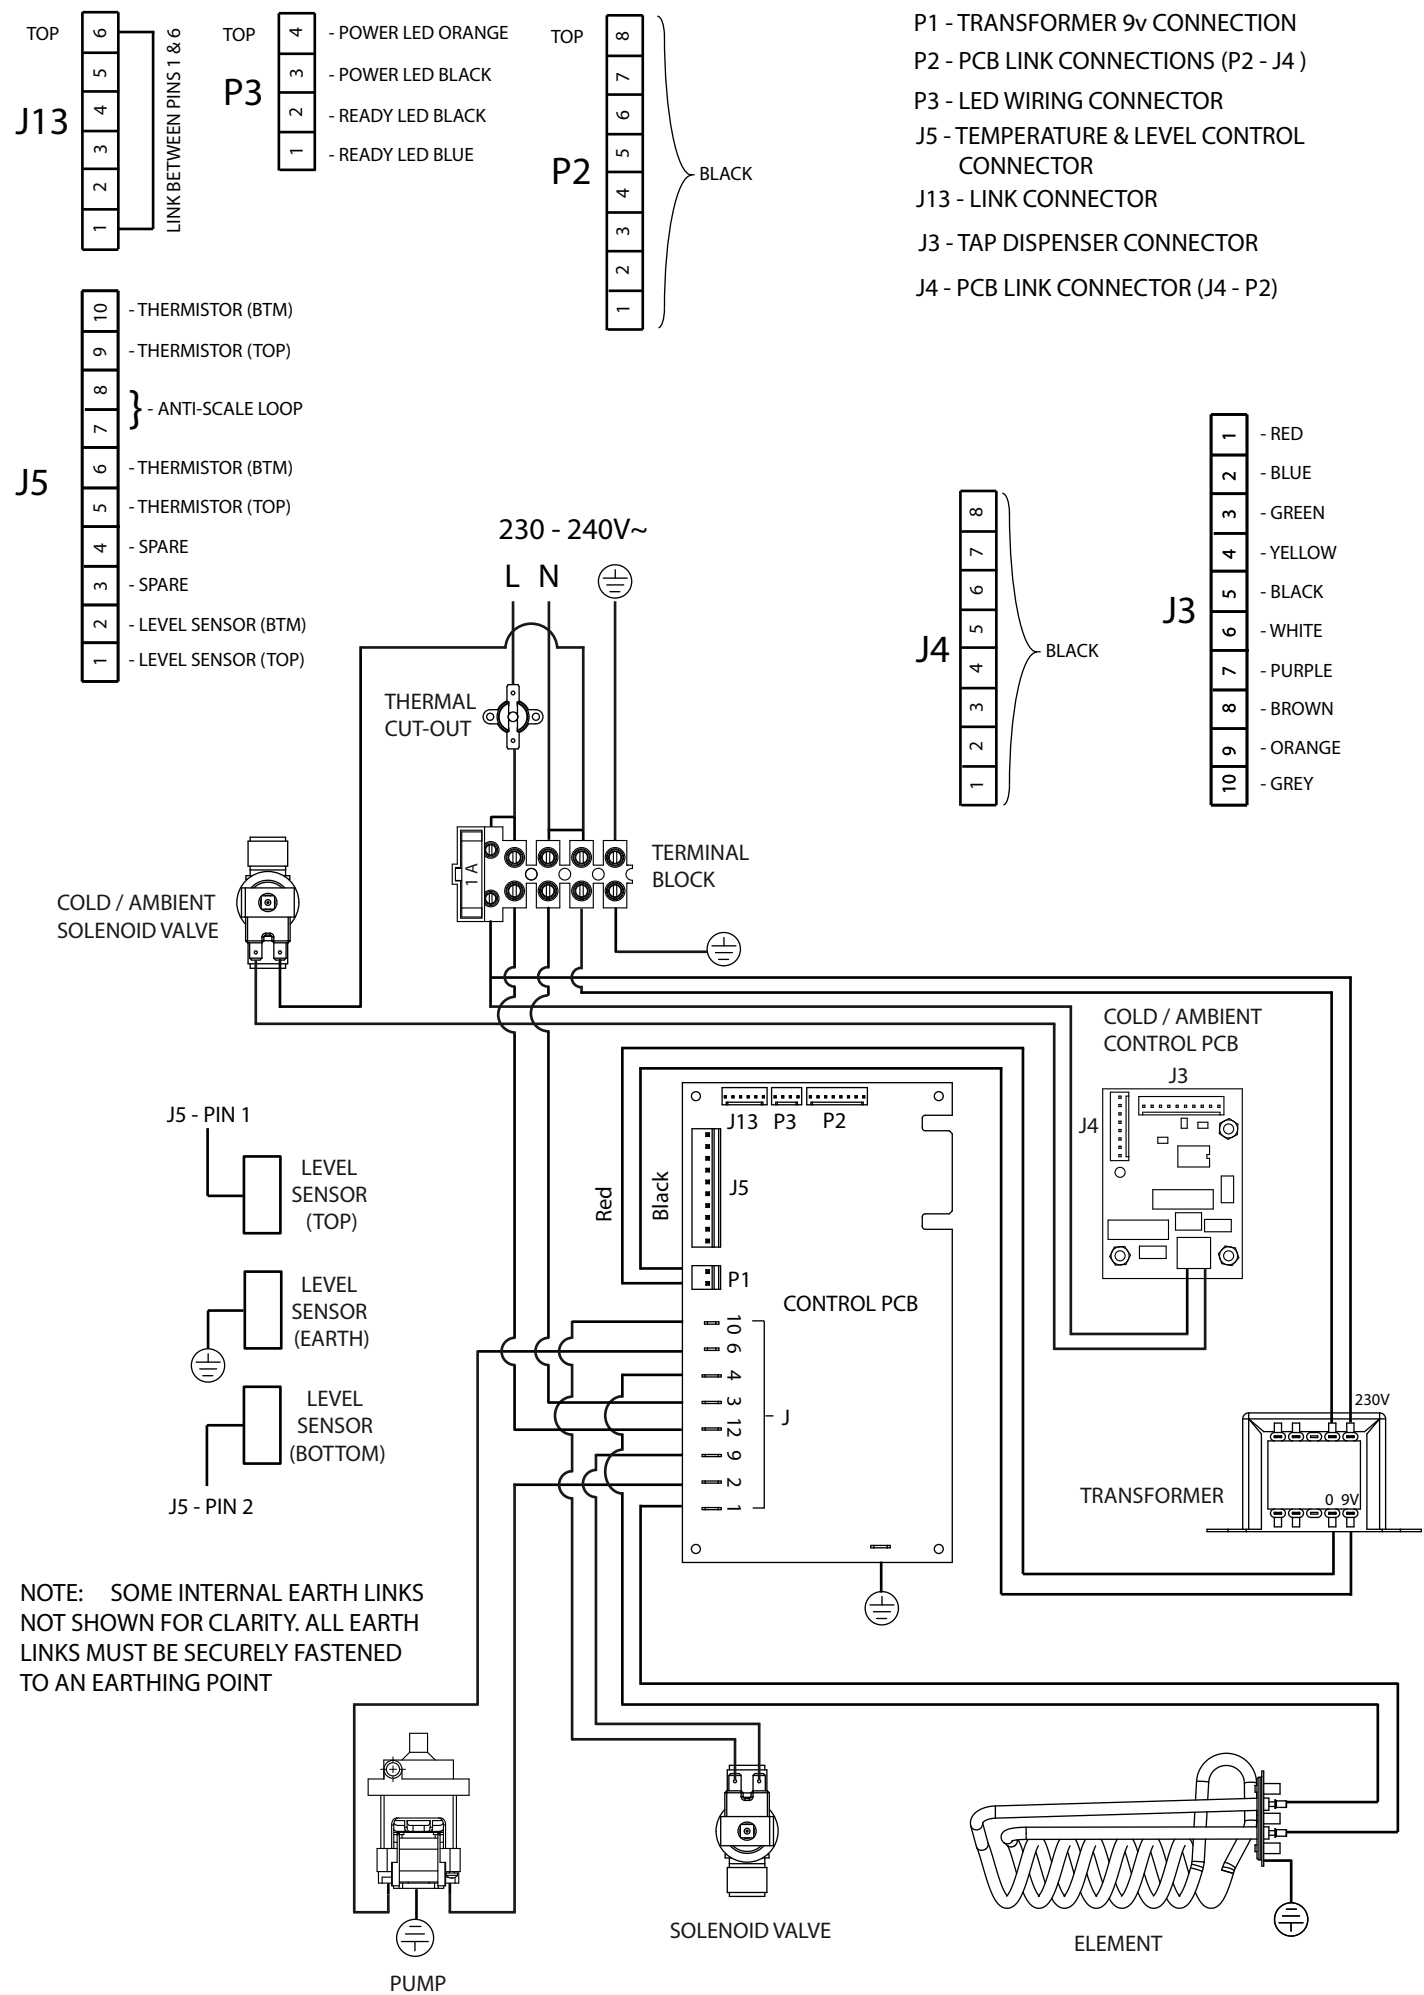 TOP
6
5
4
3
2
1
J13
LINK BETWEEN PINS 1 & 6
TOP
P3
4 - POWER LED ORANGE
3 - POWER LED BLACK
2 - READY LED BLACK
1 - READY LED BLUE
TOP
P2
8
7
6
5
4
3
2
1
BLACK
P1 - TRANSFORMER 9v CONNECTION
P2 - PCB LINK CONNECTIONS (P2 - J4 )
P3 - LED WIRING CONNECTOR
J5 - TEMPERATURE & LEVEL CONTROL
CONNECTOR
J13 - LINK CONNECTOR
J3 - TAP DISPENSER CONNECTOR
J4 - PCB LINK CONNECTOR (J4 - P2)
J5
10 - THERMISTOR (BTM)
9 - THERMISTOR (TOP)
8
7
- ANTI-SCALE LOOP
6 - THERMISTOR (BTM)
5 - THERMISTOR (TOP)
4 - SPARE
3 - SPARE
2 - LEVEL SENSOR (BTM)
1 - LEVEL SENSOR (TOP)
J4
8
7
6
5
4
3
2
1
BLACK
J3
1 - RED
2 - BLUE
3 - GREEN
4 - YELLOW
5 - BLACK
6 - WHITE
7 - PURPLE
8 - BROWN
9 - ORANGE
10 - GREY
230 - 240V~
L N
THERMAL
CUT-OUT
1 A
TERMINAL
BLOCK
COLD / AMBIENT
SOLENOID VALVE
COLD / AMBIENT
CONTROL PCB
J3
J4
J5 - PIN 1
LEVEL
SENSOR
(TOP)
LEVEL
SENSOR
(EARTH)
LEVEL
SENSOR
(BOTTOM)
J5 - PIN 2
Red
Black
J13 P3 P2
J5
P1
CONTROL PCB
10
6
4
3
12
9
2
1
J
230V
TRANSFORMER
0 9V
NOTE: SOME INTERNAL EARTH LINKS
NOT SHOWN FOR CLARITY. ALL EARTH
LINKS MUST BE SECURELY FASTENED
TO AN EARTHING POINT
PUMP
SOLENOID VALVE
ELEMENT